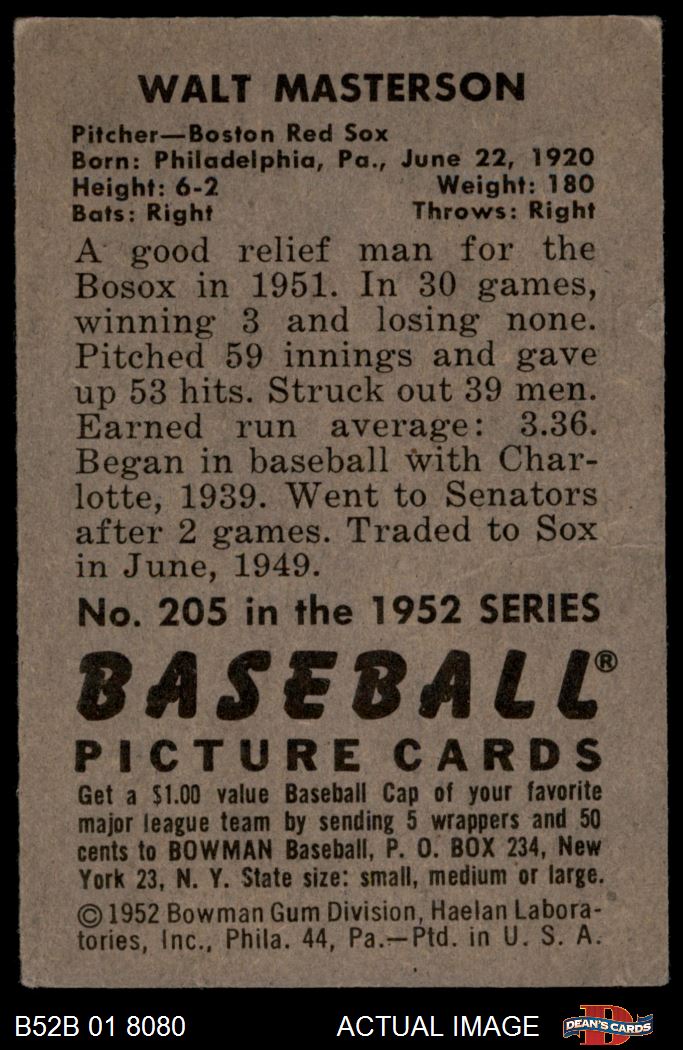 WALT MASTERSON
Pitcher—Boston Red Sox
Born: Philadelphia, Pa., June 22, 1920
Height: 6-2 Weight: 180
Bats: Right Throws: Right
A good relief man for the
Bosox in 1951. In 30 games,
winning 3 and losing none.
Pitched 59 innings and gave
up 53 hits. Struck out 39 men.
Earned run average: 3.36.
Began in baseball with Char-
lotte, 1939. Went to Senators
after 2 games. Traded to Sox
in June, 1949.
No. 205 in the 1952 SERIES
BASEBALL®
PICTURE CARDS
Get a $1.00 value Baseball Cap of your favorite
major league team by sending 5 wrappers and 50
cents to BOWMAN Baseball, P. O. BOX 234, New
York 23, N. Y. State size: small, medium or large.
©1952 Bowman Gum Division, Haelan Labora-
tories, Inc., Phila. 44, Pa.—Ptd. in U. S. A.
B52B 01 8080 ACTUAL IMAGE D DEAN'S CARDS